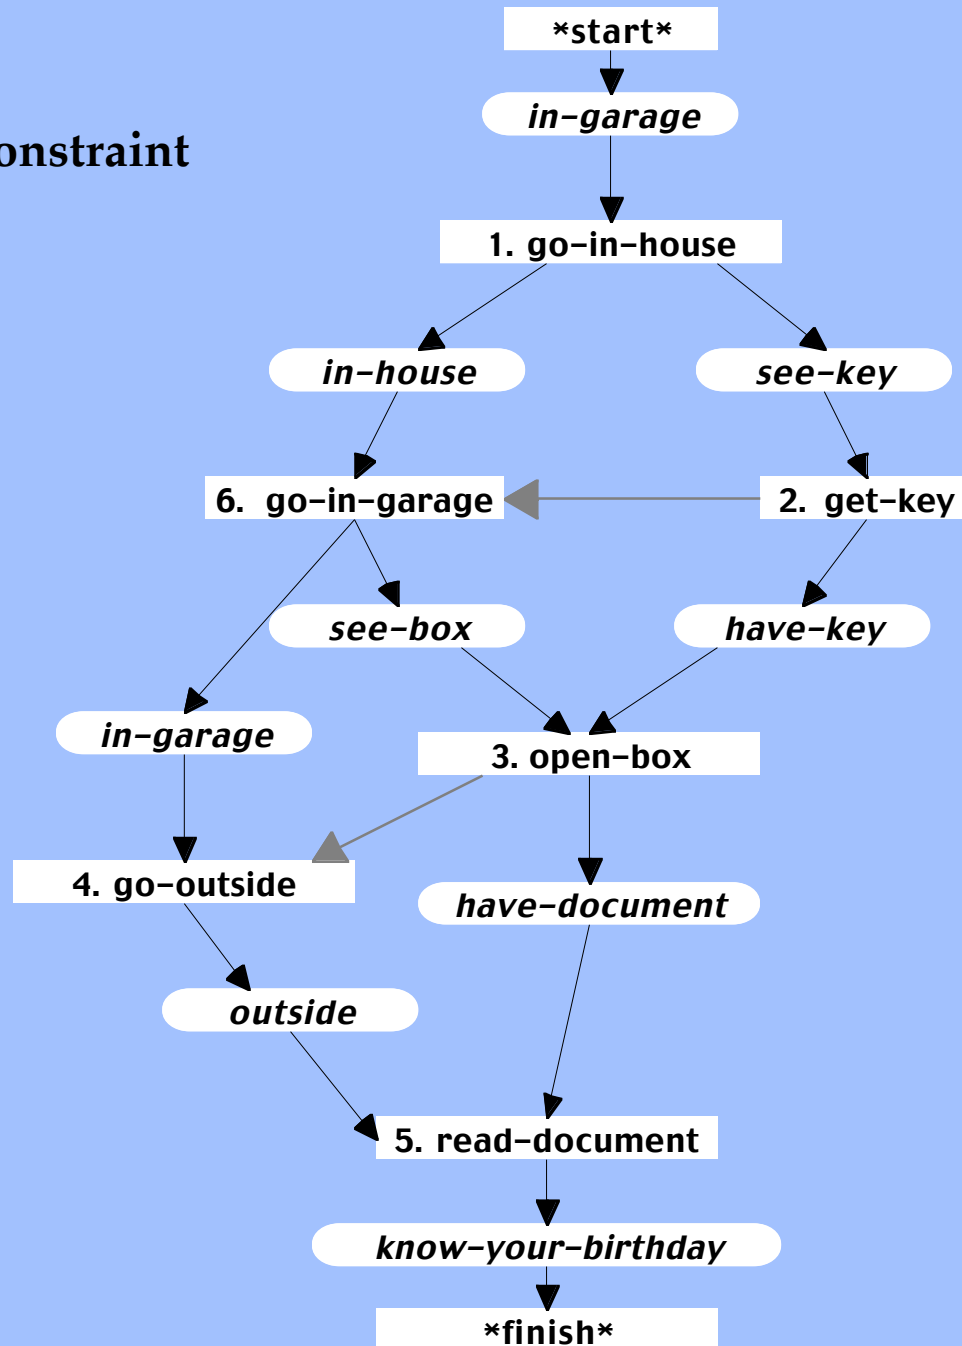 *start*
in-garage
onstraint
1. go-in-house
in-house
see-key
6. go-in-garage
2. get-key
see-box
have-key
in-garage
3. open-box
4. go-outside
have-document
outside
5. read-document
know-your-birthday
*finish*